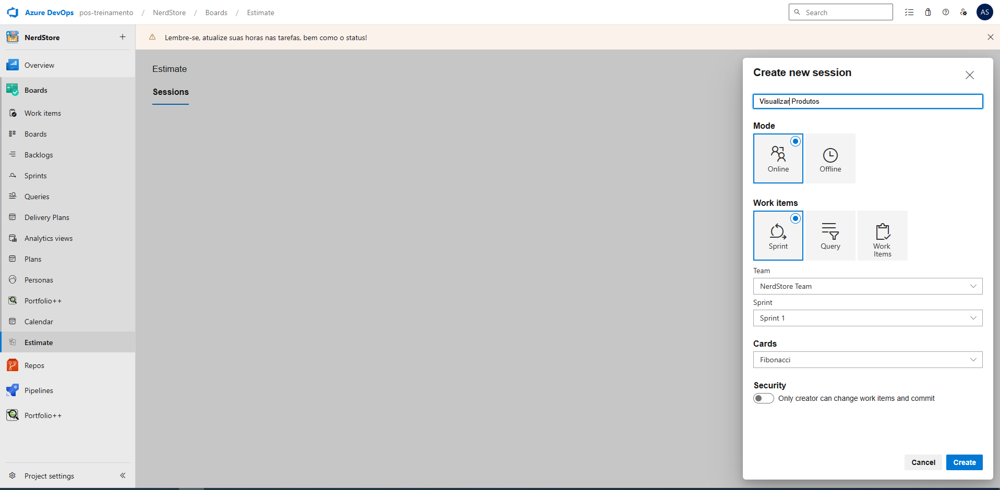 Azure DevOps pos-treinamento / NerdStore / Boards / Estimate
Search
AS
NerdStore
Lembre-se, atualize suas horas nas tarefas, bem como o status!
Overview
Boards
Work items
Boards
Backlogs
Sprints
Queries
Delivery Plans
Analytics views
Plans
Personas
Portfolio++
Calendar
Estimate
Repos
Pipelines
Portfolio++
Project settings
Estimate
Sessions
Create new session
Visualizar Produtos
Mode
Online
Offline
Work items
Sprint
Query
Work
Items
Team
NerdStore Team
Sprint
Sprint 1
Cards
Fibonacci
Security
Only creator can change work items and commit
Cancel
Create